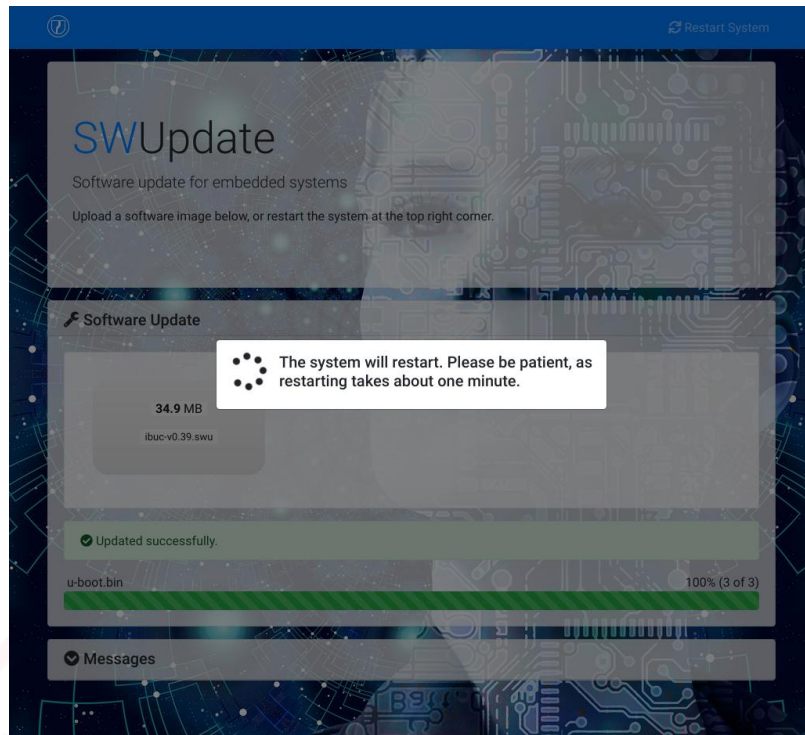 Restart System
SWUpdate
Software update for embedded systems
Upload a software image below, or restart the system at the top right corner.
Software Update
The system will restart. Please be patient, as
restarting takes about one minute.
34.9 MB
ibuc-v0.39.swu
Updated successfully.
u-boot.bin 100% (3 of 3)
Messages